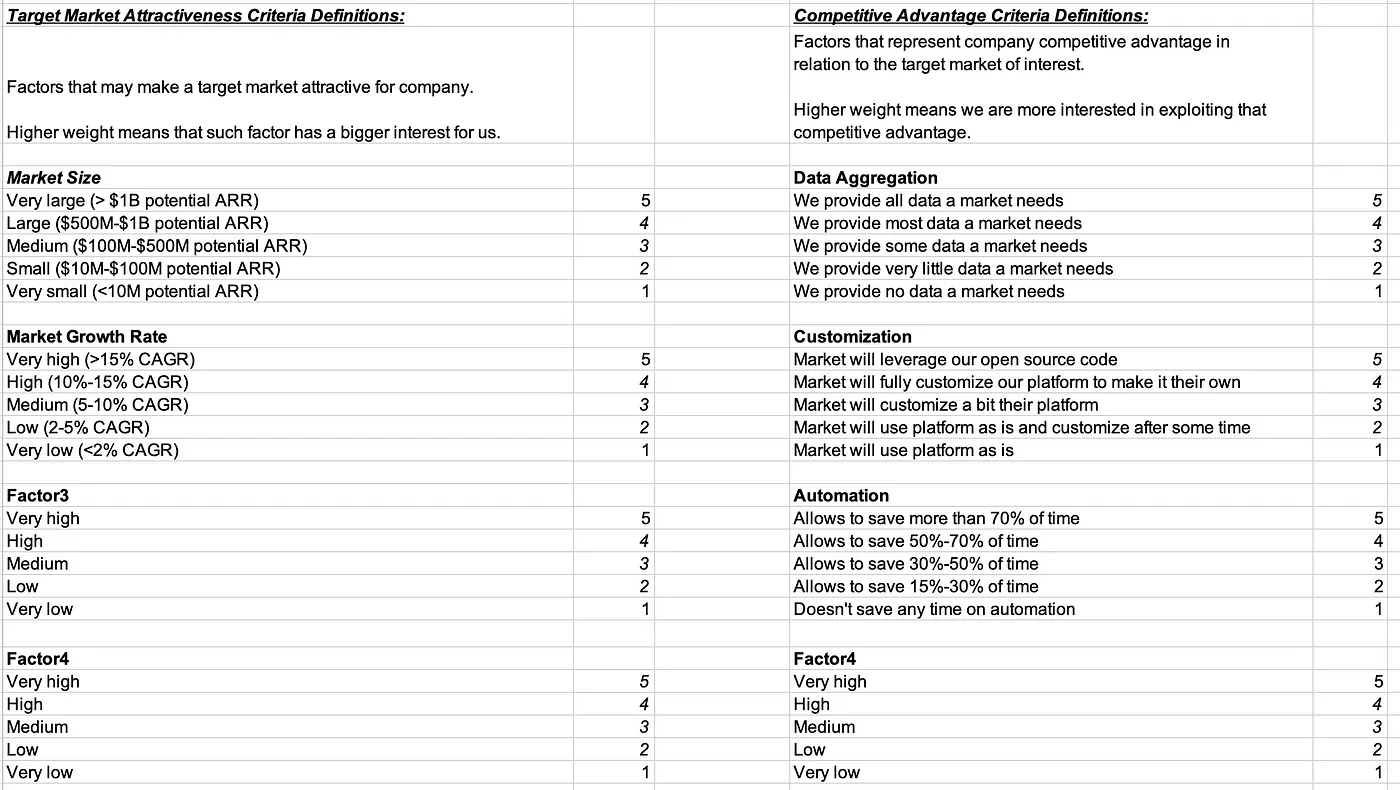 Target Market Attractiveness Criteria Definitions:
Factors that may make a target market attractive for company.
Higher weight means that such factor has a bigger interest for us.
Market Size
Very large (> $1B potential ARR) 5
Large ($500M-$1B potential ARR) 4
Medium ($100M-$500M potential ARR) 3
Small ($10M-$100M potential ARR) 2
Very small (<10M potential ARR) 1
Market Growth Rate
Very high (>15% CAGR) 5
High (10%-15% CAGR) 4
Medium (5-10% CAGR) 3
Low (2-5% CAGR) 2
Very low (<2% CAGR) 1
Factor3
Very high 5
High 4
Medium 3
Low 2
Very low 1
Factor4
Very high 5
High 4
Medium 3
Low 2
Very low 1
Competitive Advantage Criteria Definitions:
Factors that represent company competitive advantage in
relation to the target market of interest.
Higher weight means we are more interested in exploiting that
competitive advantage.
Data Aggregation
We provide all data a market needs 5
We provide most data a market needs 4
We provide some data a market needs 3
We provide very little data a market needs 2
We provide no data a market needs 1
Customization
Market will leverage our open source code 5
Market will fully customize our platform to make it their own 4
Market will customize a bit their platform 3
Market will use platform as is and customize after some time 2
Market will use platform as is 1
Automation
Allows to save more than 70% of time 5
Allows to save 50%-70% of time 4
Allows to save 30%-50% of time 3
Allows to save 15%-30% of time 2
Doesn't save any time on automation 1
Factor4
Very high 5
High 4
Medium 3
Low 2
Very low 1